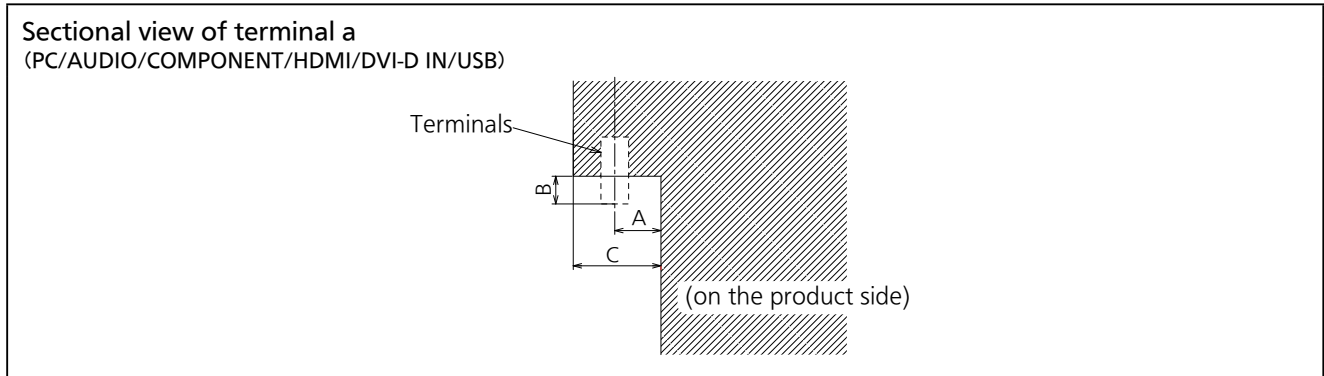 Sectional view of terminal a
(PC/AUDIO/COMPONENT/HDMI/DVI-D IN/USB)
Terminals
B
A
C
(on the product side)